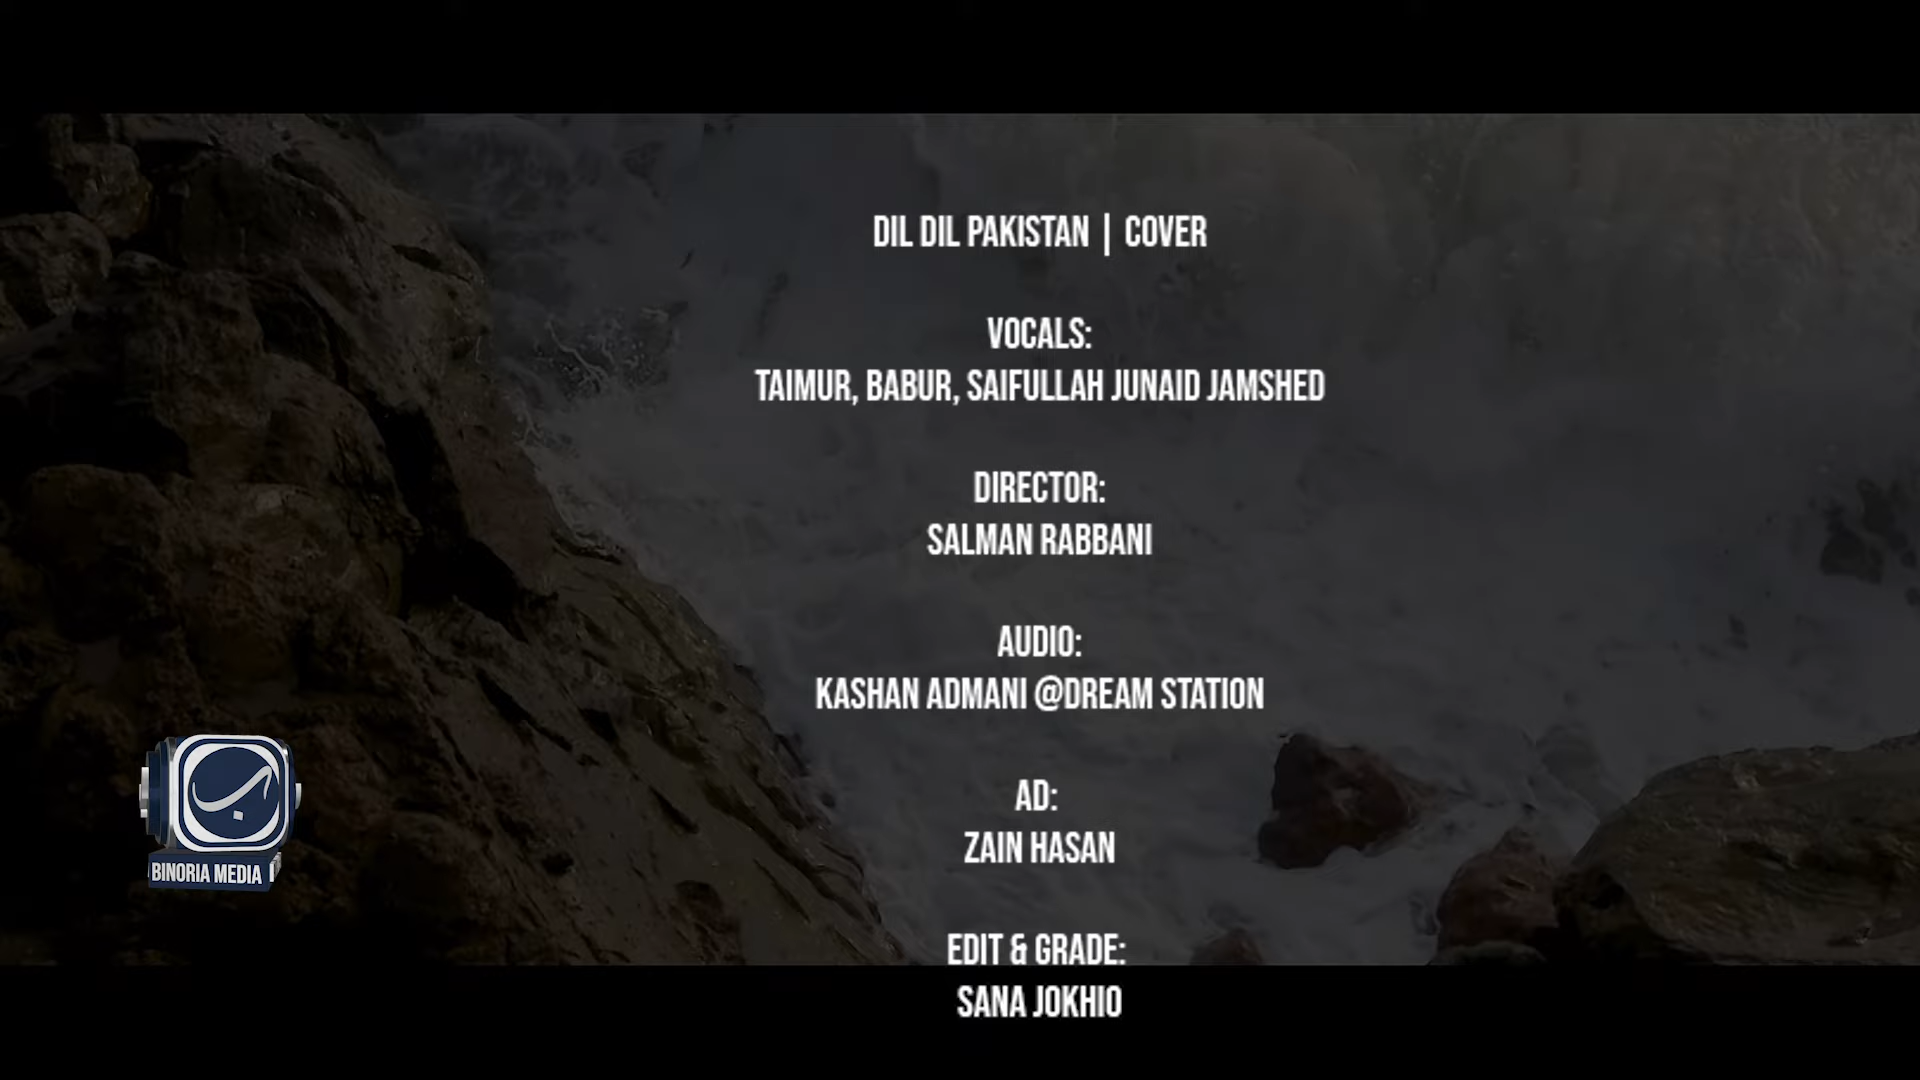 DIL DIL PAKISTAN | COVER
VOCALS:
TAIMUR, BABUR, SAIFULLAH JUNAID JAMSHED
DIRECTOR:
SALMAN RABBANI
AUDIO:
KASHAN ADMANI @DREAM STATION
AD:
ZAIN HASAN
EDIT & GRADE:
SANA JOKHIO
BINORIA MEDIA